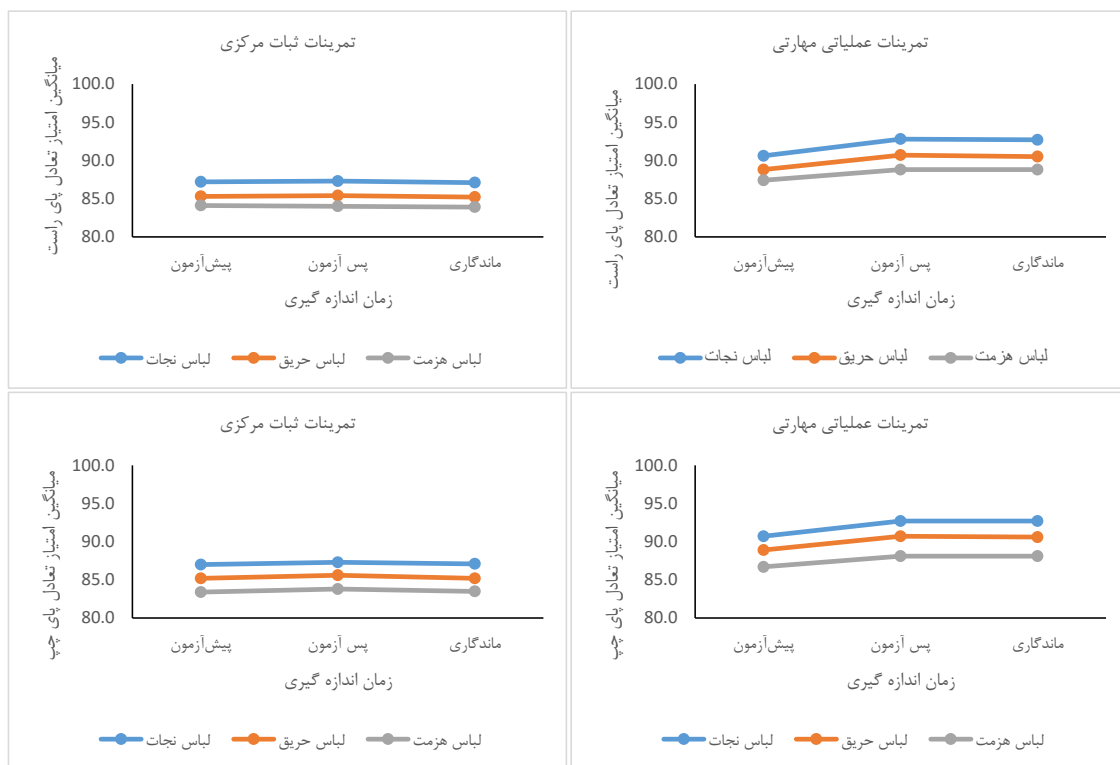 تمرینات ثبات مرکزی
میانگین امتیاز تعادل پای راست
100.0
95.0
90.0
85.0
80.0
پیش‌آزمون
پس آزمون
ماندگاری
زمان اندازه گیری
لباس نجات
لباس حریق
لباس هزمت
تمرینات عملیاتی مهارتی
میانگین امتیاز تعادل پای راست
100.0
95.0
90.0
85.0
80.0
پیش‌آزمون
پس آزمون
ماندگاری
زمان اندازه گیری
لباس نجات
لباس حریق
لباس هزمت
تمرینات ثبات مرکزی
میانگین امتیاز تعادل پای چپ
100.0
95.0
90.0
85.0
80.0
پیش‌آزمون
پس آزمون
ماندگاری
زمان اندازه گیری
لباس نجات
لباس حریق
لباس هزمت
تمرینات عملیاتی مهارتی
میانگین امتیاز تعادل پای چپ
100.0
95.0
90.0
85.0
80.0
پیش‌آزمون
پس آزمون
ماندگاری
زمان اندازه گیری
لباس نجات
لباس حریق
لباس هزمت